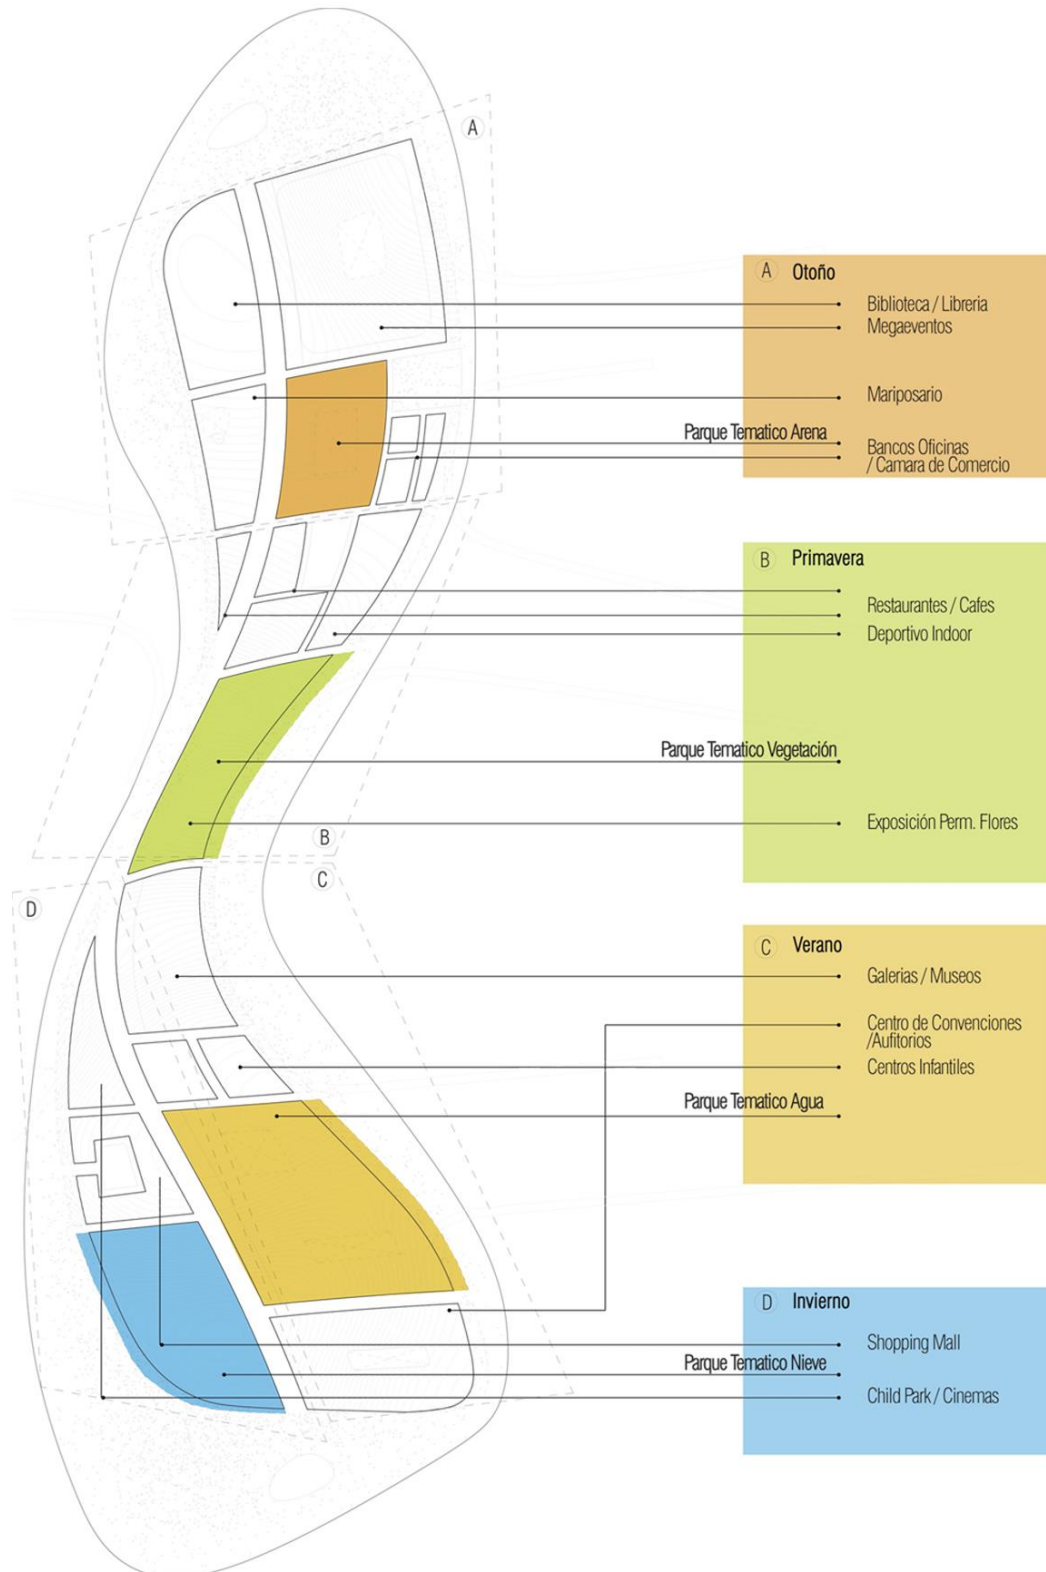 A
A Otoño
Biblioteca / Libreria
Megaeventos
Mariposario
Parque Tematico Arena
Bancos Oficinas
/ Camara de Comercio
B Primavera
Restaurantes / Cafes
Deportivo Indoor
Parque Tematico Vegetación
Exposición Perm. Flores
B
C
D
C Verano
Galerias / Museos
Centro de Convenciones
/Aufitorios
Centros Infantiles
Parque Tematico Agua
D Invierno
Shopping Mall
Parque Tematico Nieve
Child Park / Cinemas